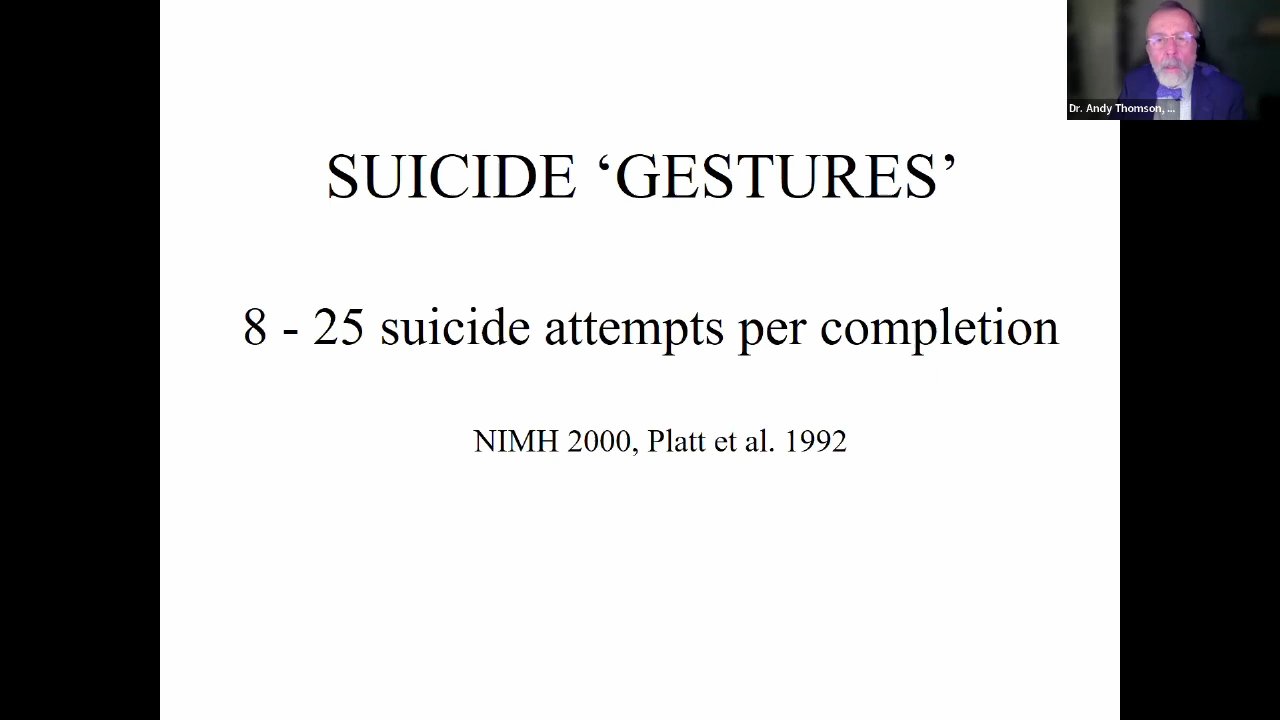 Dr. Andy Thomson, ...
SUICIDE ‘GESTURES’
8 - 25 suicide attempts per completion
NIMH 2000, Platt et al. 1992